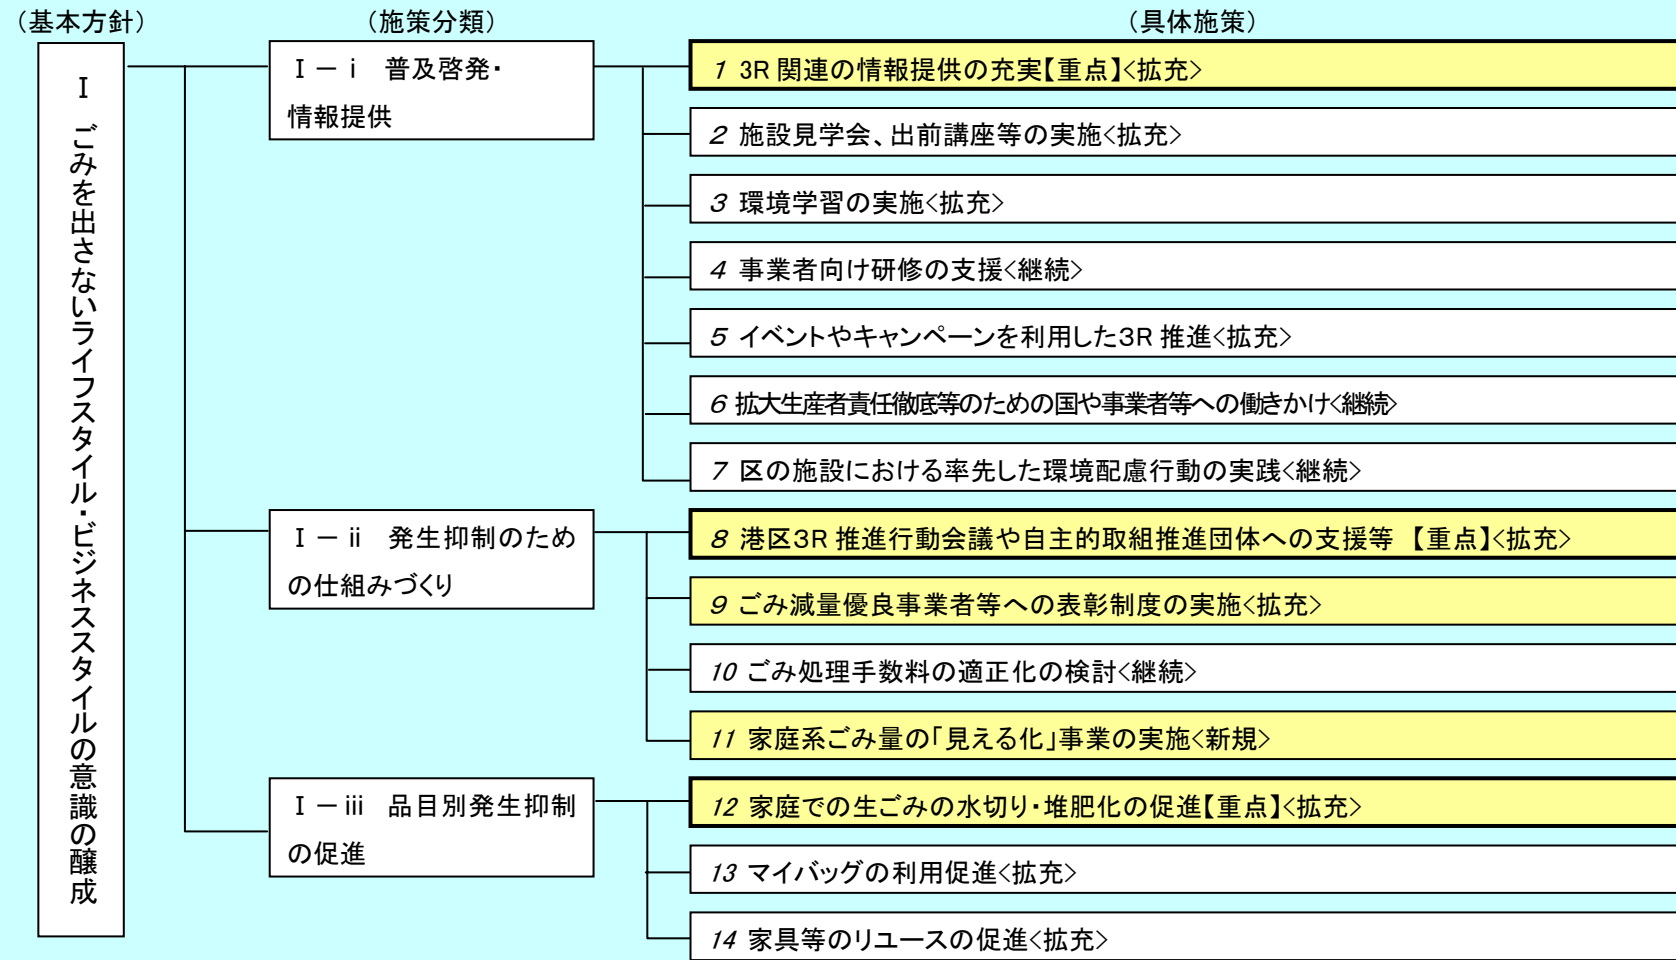 （基本方針）
（施策分類）
（具体施策）
Ⅰ ごみを出さないライフスタイル・ビジネススタイルの意識の醸成
Ⅰ－ⅰ 普及啓発・
情報提供
1 3R関連の情報提供の充実【重点】<拡充>
2 施設見学会、出前講座等の実施<拡充>
3 環境学習の実施<拡充>
4 事業者向け研修の支援<継続>
5 イベントやキャンペーンを利用した3R推進<拡充>
6 拡大生産者責任徹底等のための国や事業者等への働きかけ<継続>
7 区の施設における率先した環境配慮行動の実践<継続>
Ⅰ－ⅱ 発生抑制のため
の仕組みづくり
8 港区3R推進行動会議や自主的取組推進団体への支援等 【重点】<拡充>
9 ごみ減量優良事業者等への表彰制度の実施<拡充>
10 ごみ処理手数料の適正化の検討<継続>
11 家庭系ごみ量の「見える化」事業の実施<新規>
Ⅰ－ⅲ 品目別発生抑制
の促進
12 家庭での生ごみの水切り・堆肥化の促進【重点】<拡充>
13 マイバッグの利用促進<拡充>
14 家具等のリユースの促進<拡充>